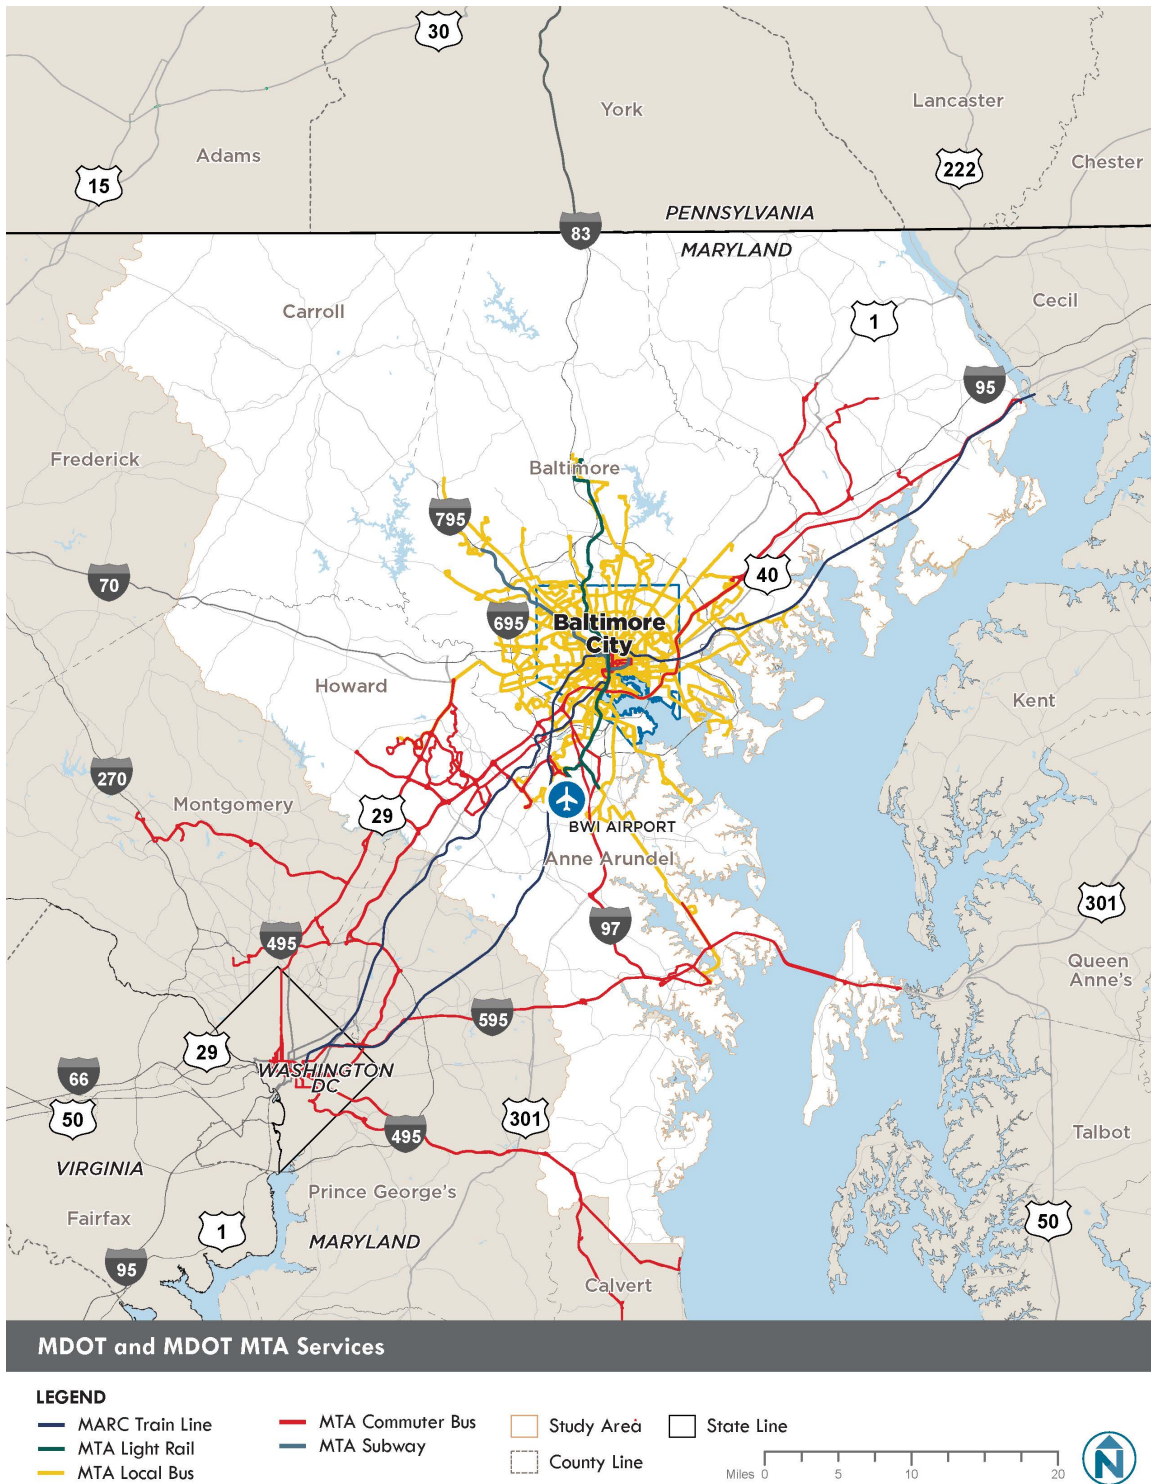 30
York
Lancaster
Adams
222
Chester
15
PENNSYLVANIA
83
MARYLAND
Cecil
Carroll
1
95
Frederick
Baltimore
795
70
40
695
Baltimore
City
Howard
Kent
270
Montgomery
29
BWI AIRPORT
Anne Arundel
301
97
495
Queen
Anne's
595
29
66
WASHINGTON
DC
50
301
495
Talbot
VIRGINIA
Prince George's
Fairfax
1
50
MARYLAND
95
Calvert
MDOT and MDOT MTA Services
LEGEND
MARC Train Line
MTA Light Rail
MTA Local Bus
MTA Commuter Bus
MTA Subway
Study Area
County Line
State Line
Miles 0 5 10 20
N